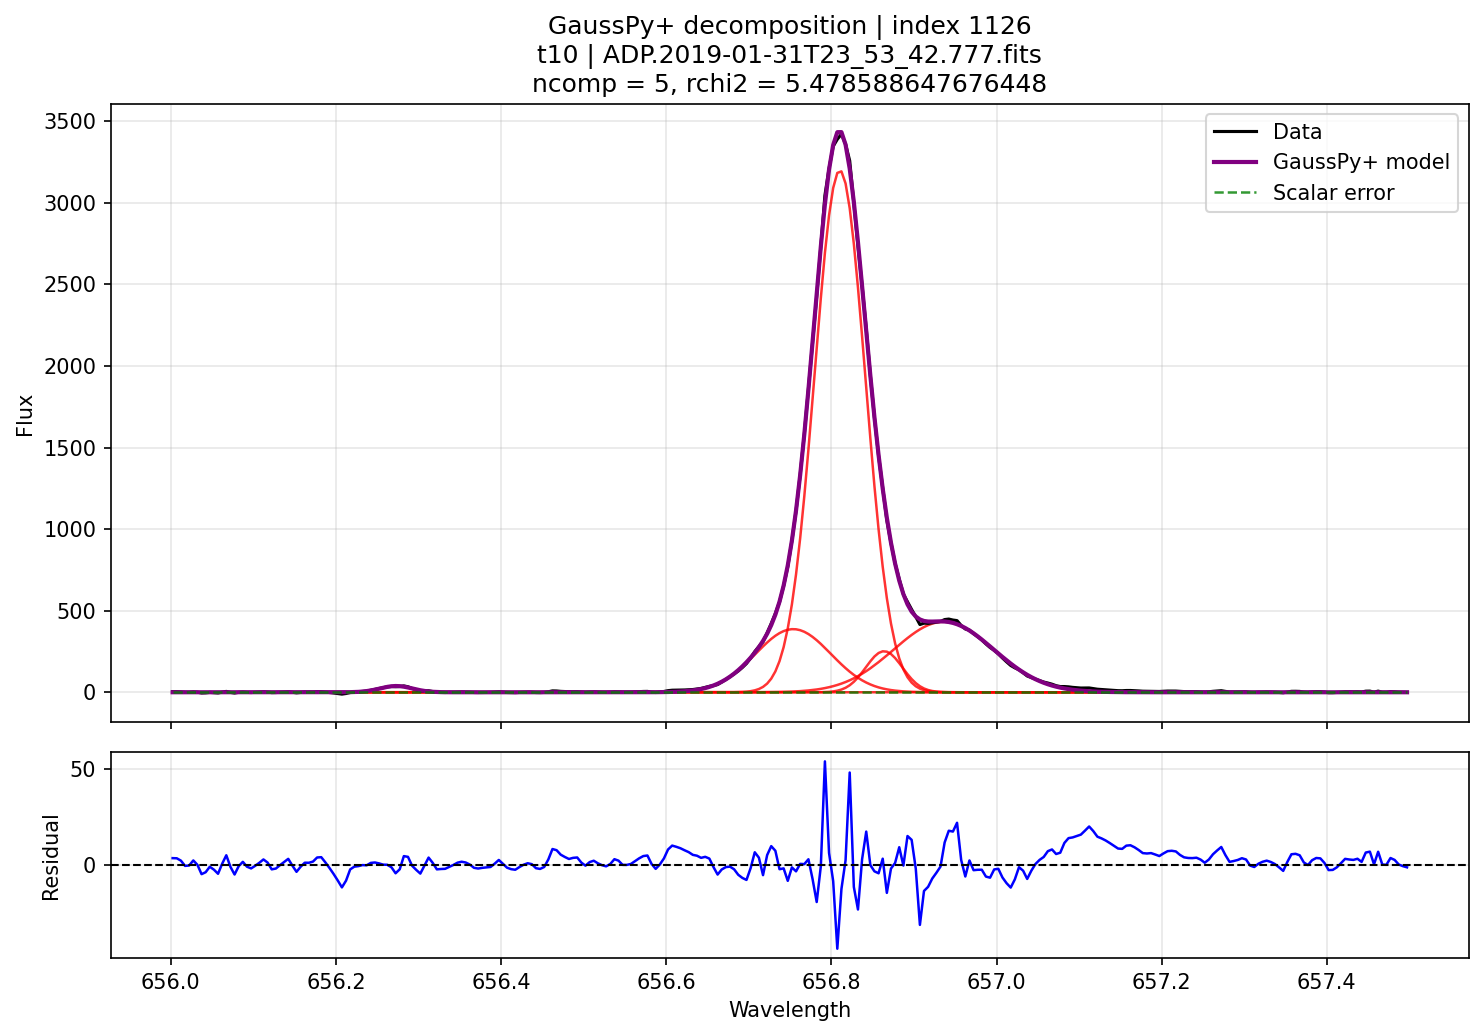 GaussPy+ decomposition | index 1126
t10 | ADP.2019-01-31T23_53_42.777.fits
ncomp = 5, rchi2 = 5.478588647676448
Data
GaussPy+ model
Scalar error
3500
3000
2500
2000
1500
1000
500
0
Flux
50
0
Residual
656.0
656.2
656.4
656.6
656.8
657.0
657.2
657.4
Wavelength